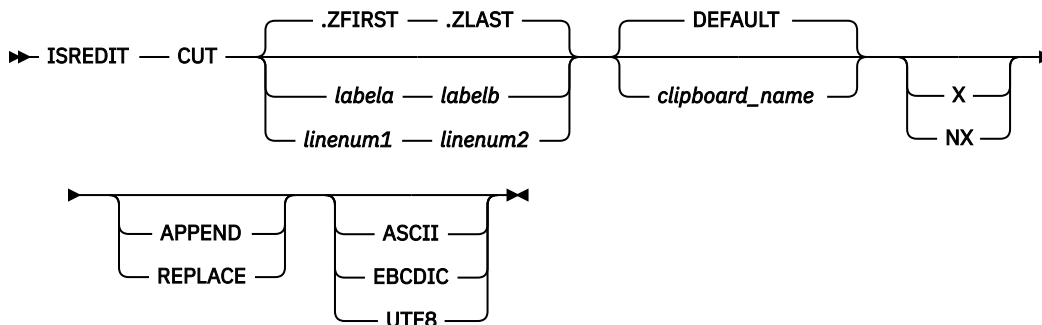 .ZFIRST .ZLAST DEFAULT
ISREDIT CUT
labela labelb clipboard_name X
linenum1 linenum2 NX
APPEND ASCII
REPLACE EBCDIC
UTF8